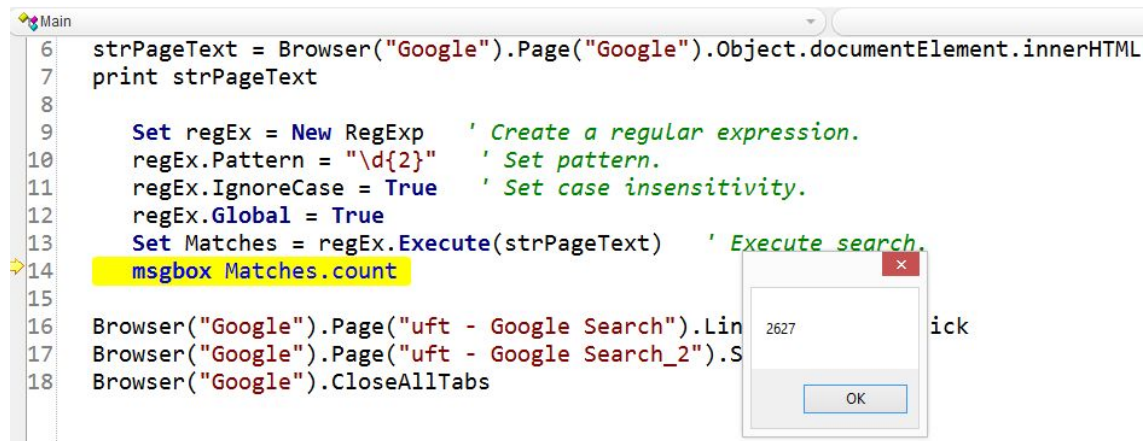 Main
6 strPageText = Browser("Google").Page("Google").Object.documentElement.innerHTML
7 print strPageText
8
9 Set regEx = New RegExp ' Create a regular expression.
10 regEx.Pattern = "\d{2}" ' Set pattern.
11 regEx.IgnoreCase = True ' Set case insensitivity.
12 regEx.Global = True
13 Set Matches = regEx.Execute(strPageText) ' Execute search.
14 msgbox Matches.count
15
16 Browser("Google").Page("uft - Google Search").Lin ick
17 Browser("Google").Page("uft - Google Search_2").S
18 Browser("Google").CloseAllTabs
2627
OK